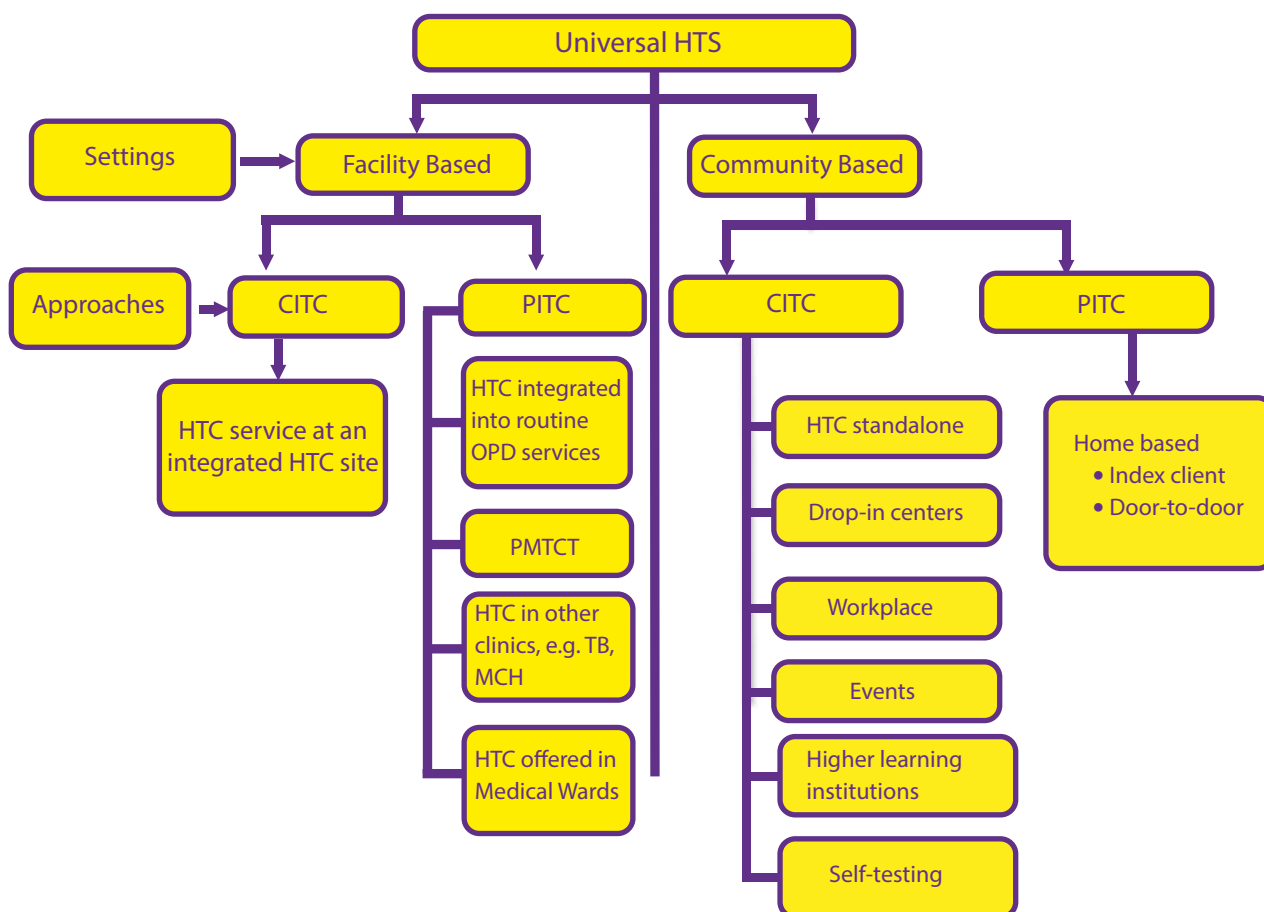 Universal HTS
Settings
Facility Based
Community Based
Approaches
CITC
PITC
CITC
PITC
HTC service at an
integrated HTC site
HTC integrated
into routine
OPD services
PMTCT
HTC in other
clinics, e.g. TB,
MCH
HTC offered in
Medical Wards
HTC standalone
Drop-in centers
Workplace
Events
Higher learning
institutions
Self-testing
Home based
• Index client
• Door-to-door